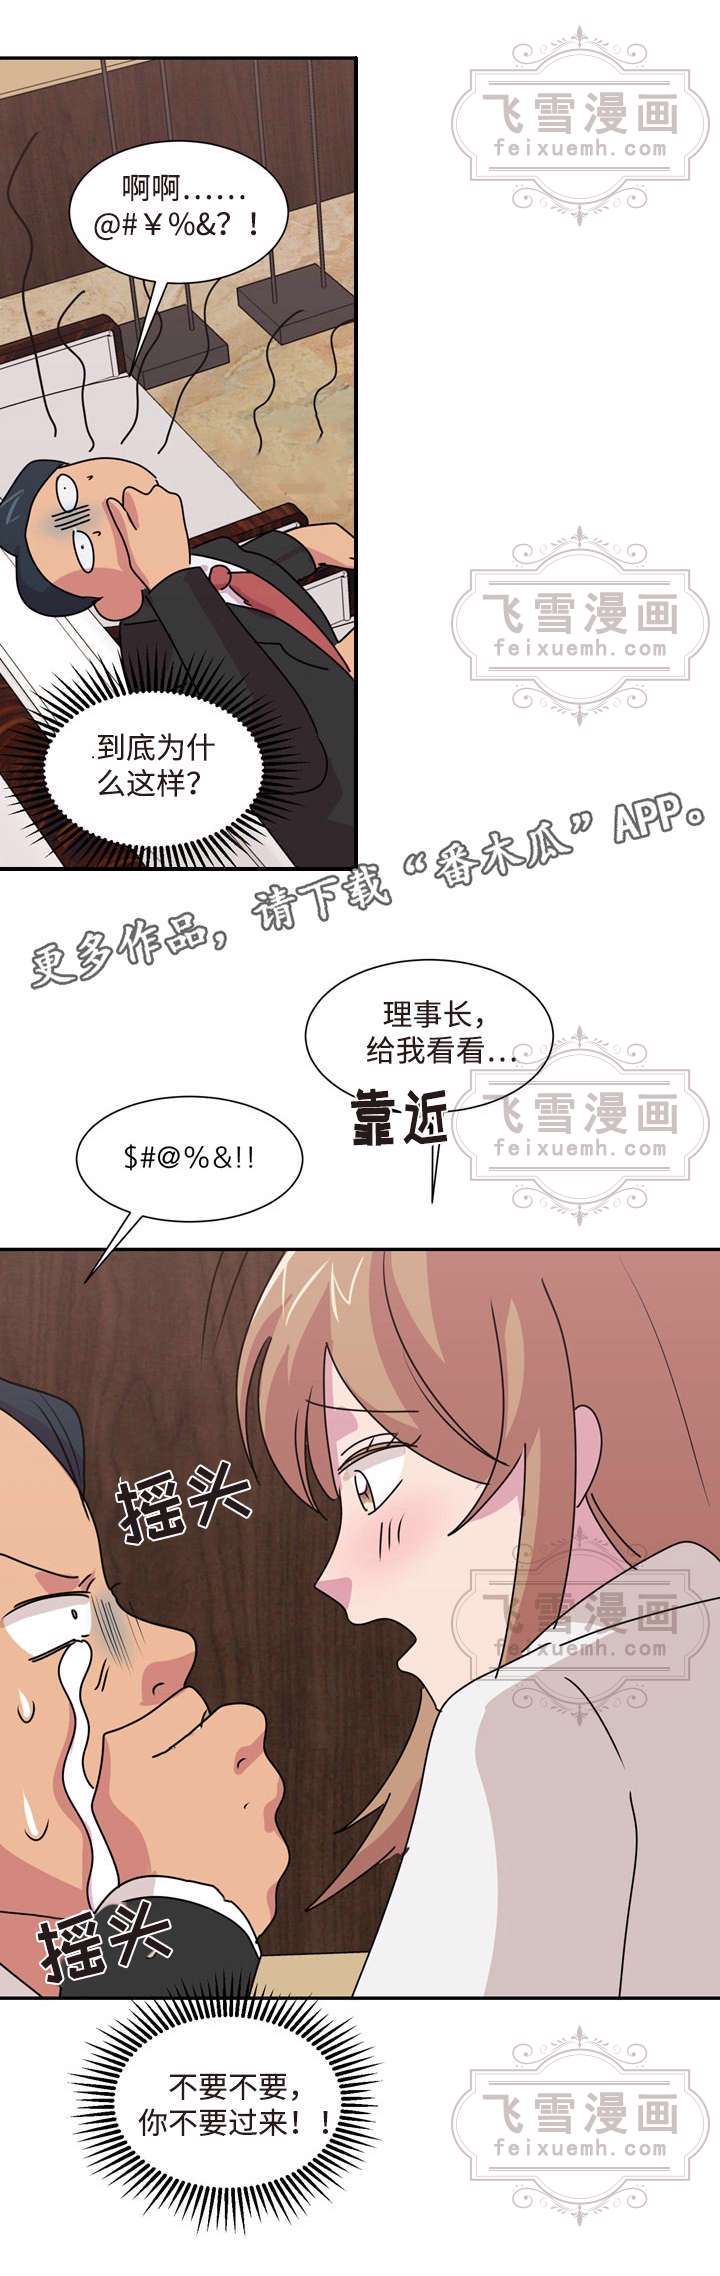 飞雪漫画
feixuemh.com
啊啊……
@#￥%&？！
飞雪漫画
feixuemh.com
到底为什
么这样？
更多作品，请下载“番木瓜”APP。
理事长，
给我看看…
靠近
飞雪漫画
feixuemh.com
$#@%&!!
摇头
飞雪漫画
feixuemh.com
摇头
不要不要，
你不要过来！！
飞雪漫画
feixuemh.com